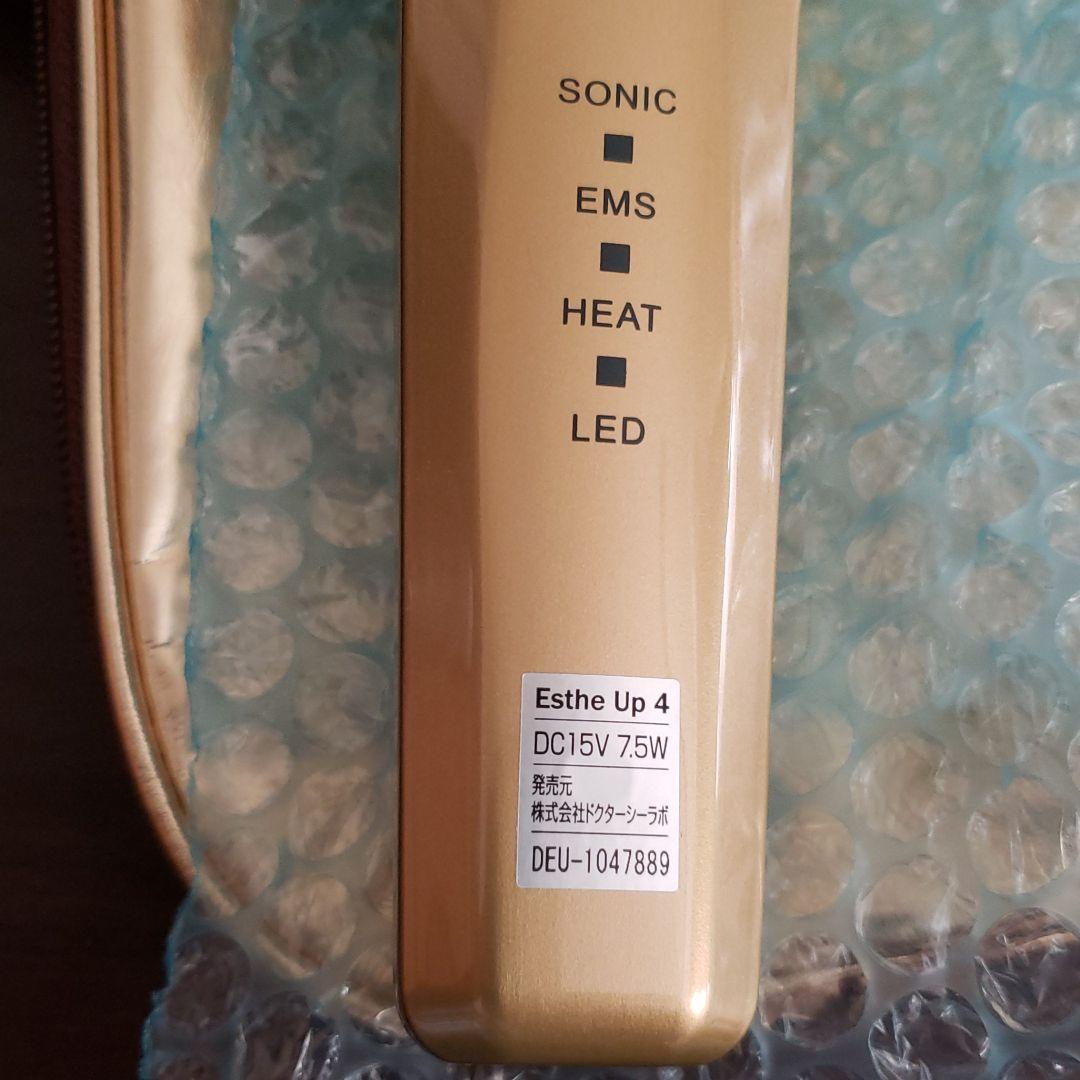 SONIC
EMS
HEAT
LED
Esthe Up 4
DC15V 7.5W
発売元
株式会社ドクターシーラボ
DEU-1047889